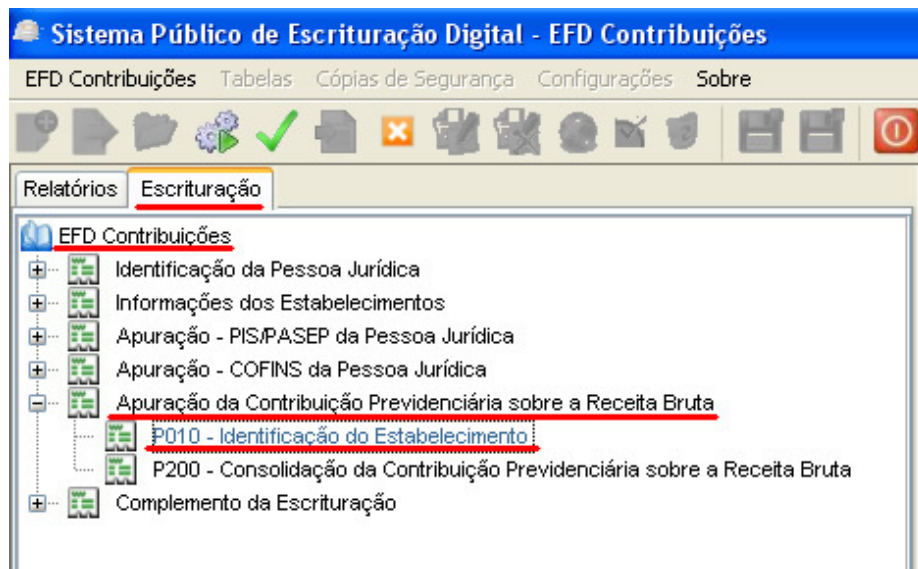 Sistema Público de Escrituração Digital - EFD Contribuições
EFD Contribuições Tabelas Cópias de Segurança Configurações Sobre
Relatórios Escrituração
EFD Contribuições
Identificação da Pessoa Jurídica
Informações dos Estabelecimentos
Apuração - PIS/PASEP da Pessoa Jurídica
Apuração - COFINS da Pessoa Jurídica
Apuração da Contribuição Previdenciária sobre a Receita Bruta
P010 - Identificação do Estabelecimento
P200 - Consolidação da Contribuição Previdenciária sobre a Receita Bruta
Complemento da Escrituração